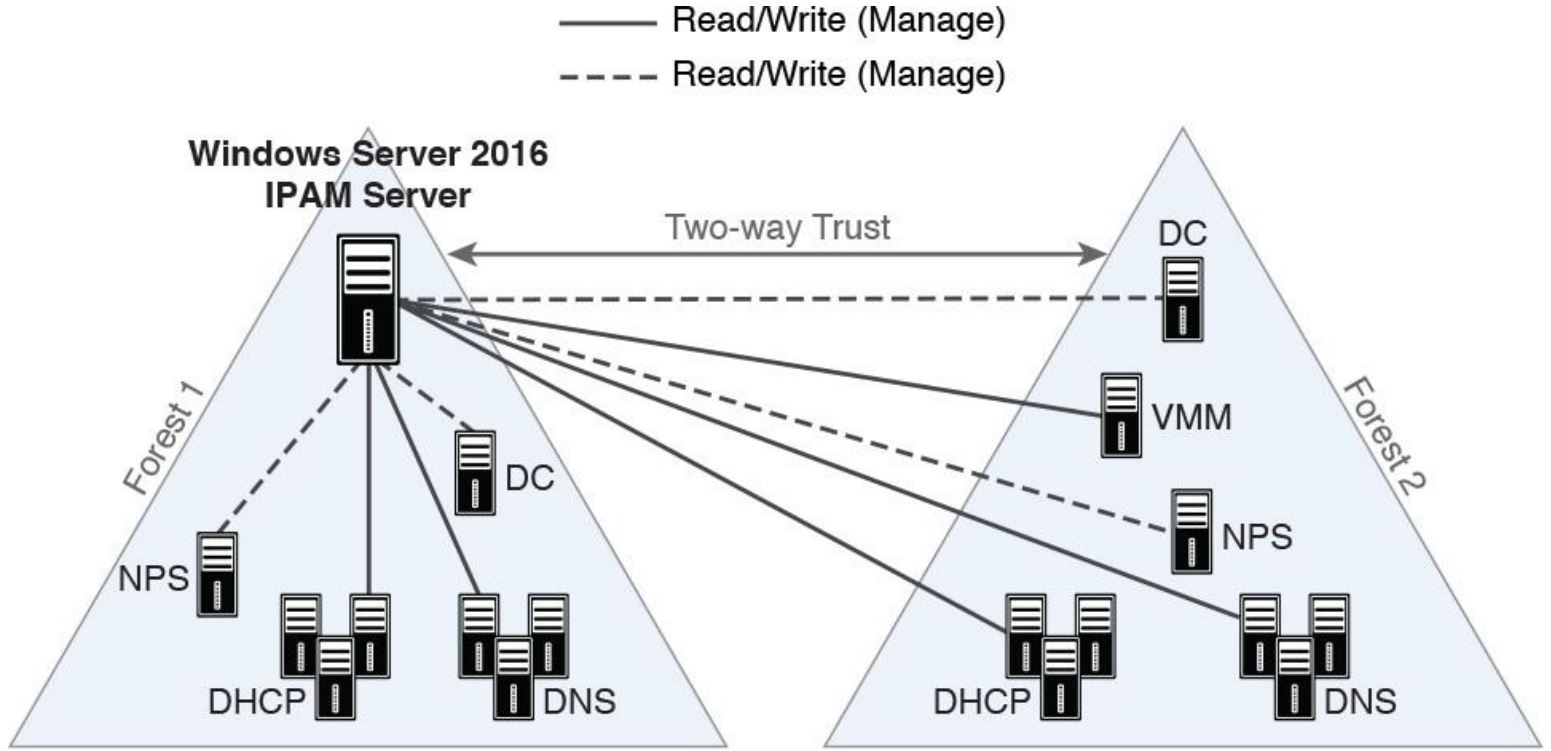 Read/Write (Manage)
Read/Write (Manage)
Windows Server 2016
IPAM Server
Two-way Trust
DC
Forest 1
Forest 2
VMM
DC
NPS
NPS
DHCP
DNS
DHCP
DNS